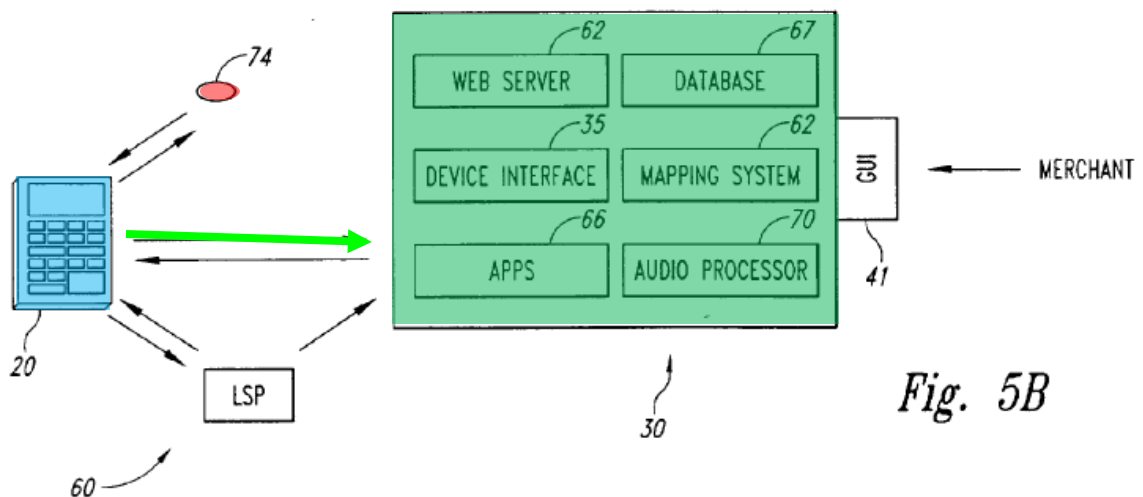 74
62
67
WEB SERVER
DATABASE
35
62
DEVICE INTERFACE
MAPPING SYSTEM
GUI
MERCHANT
66
70
APPS
AUDIO PROCESSOR
41
20
LSP
30
Fig. 5B
60